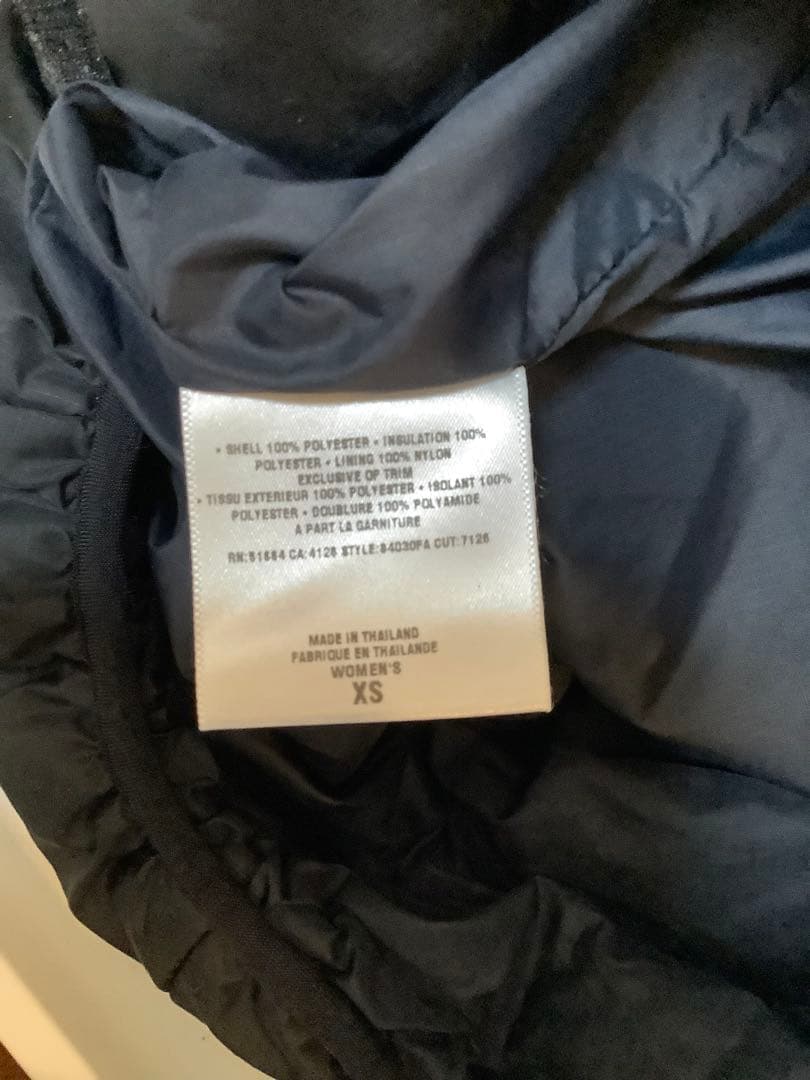 • SHELL 100% POLYESTER • INSULATION 100%
POLYESTER • LINING 100% NYLON
EXCLUSIVE OF TRIM
• TISSU EXTERIEUR 100% POLYESTER • ISOLANT 100%
POLYESTER • DOUBLURE 100% POLYAMIDE
A PART LA GARNITURE
RN:51884 CA:4128 STYLE:84030FA CUT:7126
MADE IN THAILAND
FABRIQUE EN THAILANDE
WOMEN'S
XS